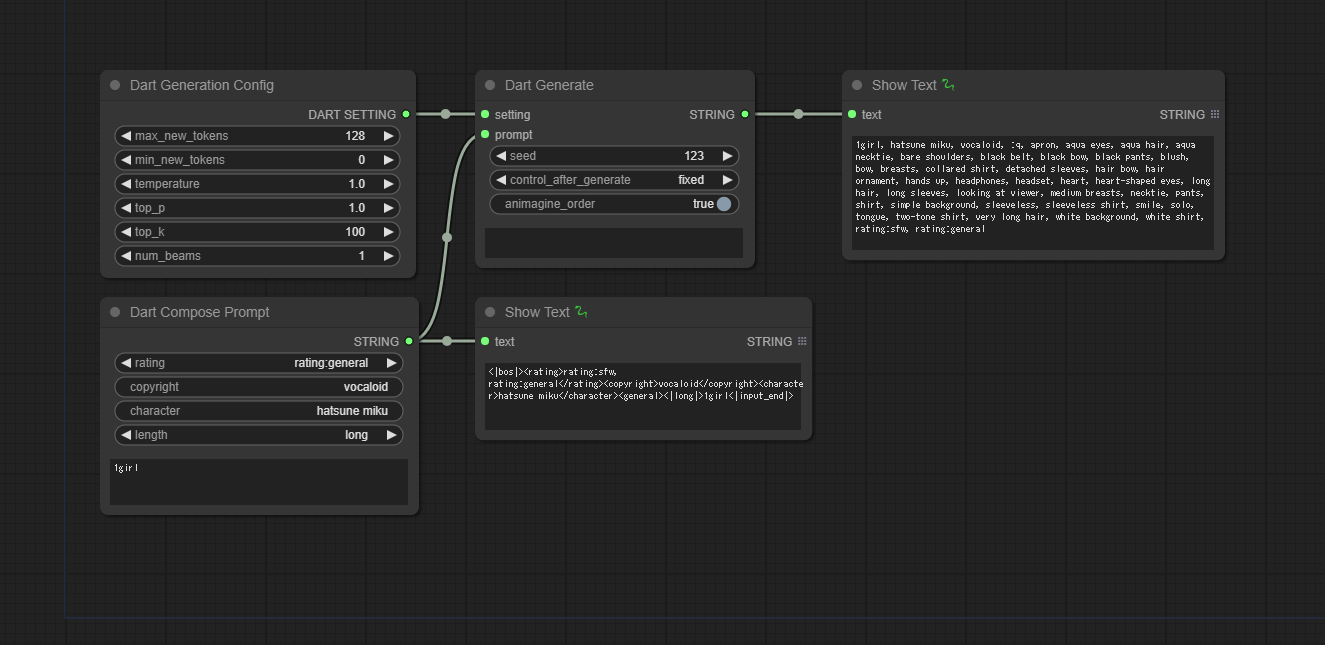 Dart Generation Config
DART SETTING
max_new_tokens 128
min_new_tokens 0
temperature 1.0
top_p 1.0
top_k 100
num_beams 1
Dart Generate
setting STRING
prompt
seed 123
control_after_generate fixed
animagine_order true
Show Text
text STRING
1girl, hatsune miku, vocaloid, :q, apron, aqua eyes, aqua hair, aqua
necktie, bare shoulders, black belt, black bow, black pants, blush,
bow, breasts, collared shirt, detached sleeves, hair bow, hair
ornament, hands up, headphones, headset, heart, heart-shaped eyes, long
hair, long sleeves, looking at viewer, medium breasts, necktie, pants,
shirt, simple background, sleeveless, sleeveless shirt, smile, solo,
tongue, two-tone shirt, very long hair, white background, white shirt,
rating:sfw, rating:general
Dart Compose Prompt
STRING
rating rating:general
copyright vocaloid
character hatsune miku
length long
1girl
Show Text
text STRING
<|bos|><rating>rating:sfw,
rating:general</rating><copyright>vocaloid</copyright><characte
r>hatsune miku</character><general><|long|>1girl<|input_end|>